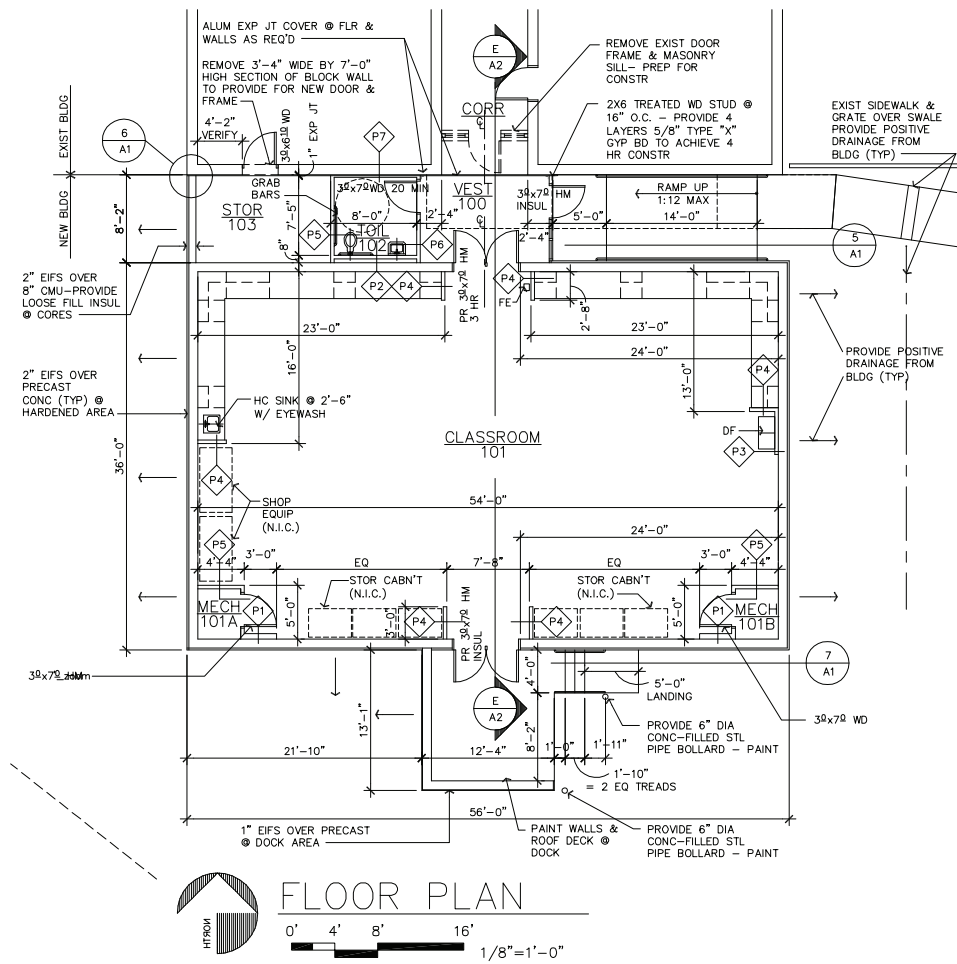 ALUM EXP JT COVER @ FLR &
WALLS AS REQ'D
REMOVE 3'-4" WIDE BY 7'-0"
HIGH SECTION OF BLOCK WALL
TO PROVIDE FOR NEW DOOR &
FRAME
4'-2"
VERIFY
30x610 WD
1" EXP JT
P7
E
A2
CORR
REMOVE EXIST DOOR
FRAME & MASONRY
SILL- PREP FOR
CONSTR
2X6 TREATED WD STUD @
16" O.C. - PROVIDE 4
LAYERS 5/8" TYPE "X"
GYP BD TO ACHIEVE 4
HR CONSTR
EXIST SIDEWALK &
GRATE OVER SWALE
PROVIDE POSITIVE
DRAINAGE FROM
BLDG (TYP)
EXIST BLDG
NEW BLDG
6
A1
8'-2"
GRAB
BARS
STOR
103
7'-5"
8"
P5
30x70WD 20 MIN
8'-0"
TOIL
102
P6
2'-4"
VEST
100
30x70 HM
INSUL
2'-4"
5'-0"
RAMP UP
1:12 MAX
14'-0"
5
A1
2" EIFS OVER
8" CMU-PROVIDE
LOOSE FILL INSUL
@ CORES
P2
P4
PR 30x70 HM
3 HR
P4
FE
2'-8"
23'-0"
23'-0"
24'-0"
16'-0"
13'-0"
P4
PROVIDE POSITIVE
DRAINAGE FROM
BLDG (TYP)
2" EIFS OVER
PRECAST
CONC (TYP) @
HARDENED AREA
HC SINK @ 2'-6"
W/ EYEWASH
CLASSROOM
101
DF
P3
36'-0"
P4
SHOP
EQUIP
(N.I.C.)
54'-0"
24'-0"
P5
P5
4'-4"
3'-0"
EQ
7'-8"
EQ
3'-0"
4'-4"
STOR CABN'T
(N.I.C.)
STOR CABN'T
(N.I.C.)
MECH
101A
P1
5'-0"
3'-0"
P4
PR 30x70 HM
INSUL
P4
5'-0"
P1
MECH
101B
7
A1
13'-1"
E
A2
4'-0"
8'-2"
5'-0"
LANDING
30x70 WD
PROVIDE 6" DIA
CONC-FILLED STL
PIPE BOLLARD - PAINT
21'-10"
12'-4"
1'-0"
1'-11"
1'-10"
= 2 EQ TREADS
56'-0"
1" EIFS OVER PRECAST
@ DOCK AREA
PAINT WALLS &
ROOF DECK @
DOCK
PROVIDE 6" DIA
CONC-FILLED STL
PIPE BOLLARD - PAINT
NORTH
FLOOR PLAN
0' 4' 8' 16'
1/8"=1'-0"